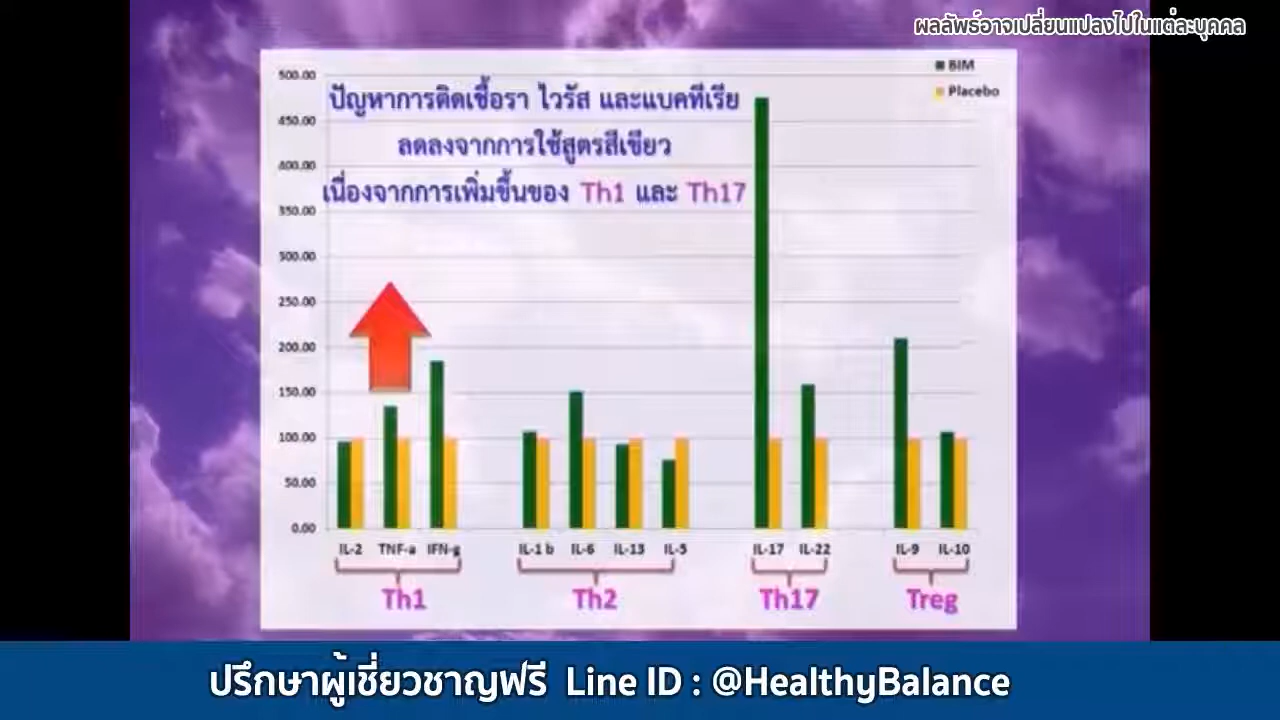 ผลลัพธ์อาจเปลี่ยนแปลงไปในแต่ละบุคคล
BIM
Placebo
ปัญหาการติดเชื้อรา ไวรัส และแบคทีเรีย
ลดลงจากการใช้สูตรสีเขียว
เนื่องจากการเพิ่มขึ้นของ Th1 และ Th17
500.00
450.00
400.00
350.00
300.00
250.00
200.00
150.00
100.00
50.00
0.00
IL-2 TNF-a IFN-g IL-1 b IL-6 IL-13 IL-5 IL-17 IL-22 IL-9 IL-10
Th1 Th2 Th17 Treg
ปรึกษาผู้เชี่ยวชาญฟรี Line ID : @HealthyBalance